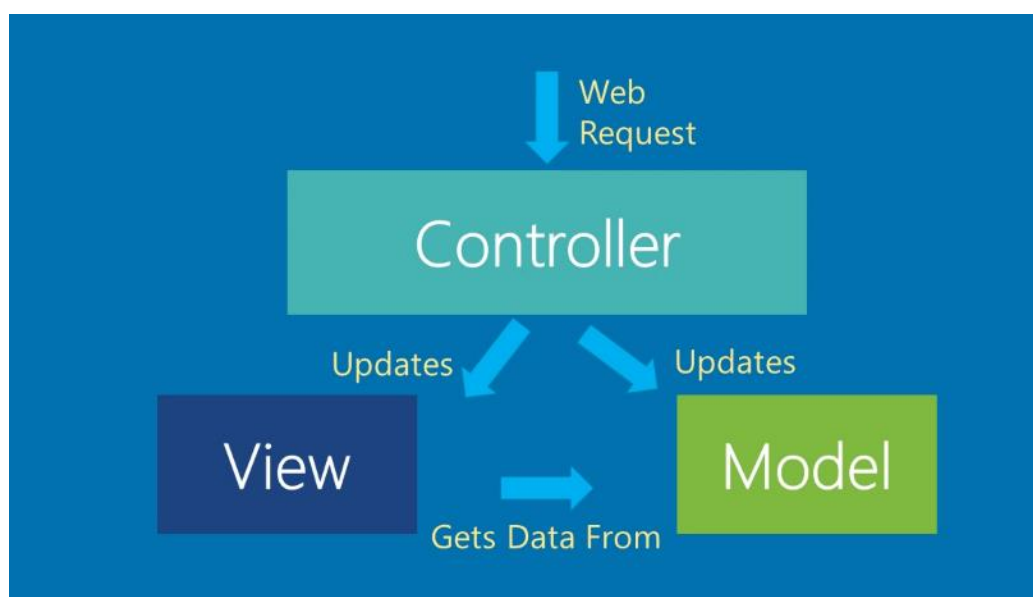 Web
Request
Controller
Updates
Updates
View
Model
Gets Data From